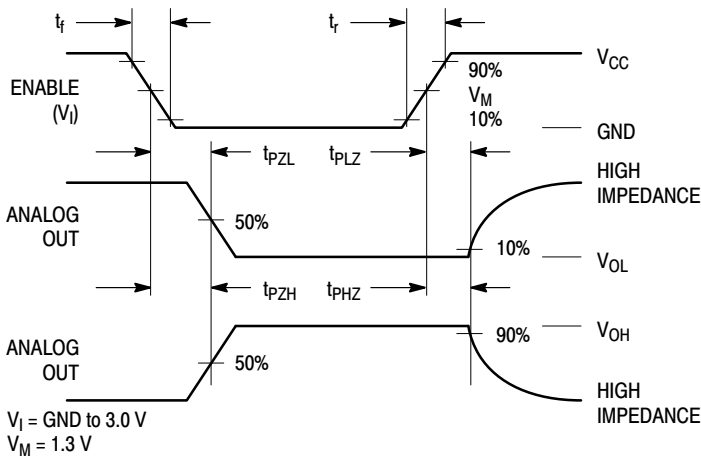 tf
tr
VCC
90%
ENABLE
(VI)
VM
10%
GND
tPZL
tPLZ
HIGH
IMPEDANCE
ANALOG
OUT
50%
10%
VOL
tPZH
tPHZ
VOH
90%
ANALOG
OUT
50%
HIGH
IMPEDANCE
VI = GND to 3.0 V
VM = 1.3 V